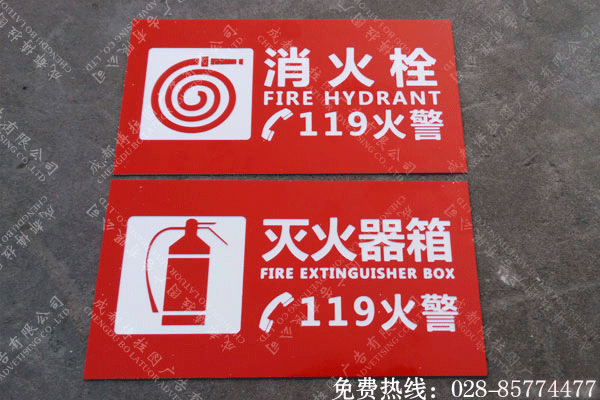 消火栓
FIRE HYDRANT
119火警
灭火器箱
FIRE EXTINGUISHER BOX
119火警
免费热线：028-85774477